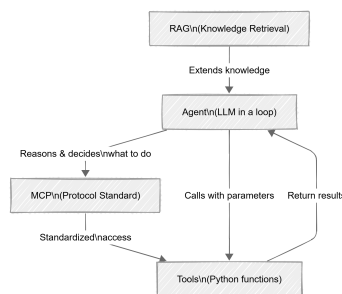 RAG\n(Knowledge Retrieval)
Extends knowledge
Agent\n(LLM in a loop)
Reasons & decides\nwhat to do
MCP\n(Protocol Standard)
Calls with parameters
Return results
Standardized\naccess
Tools\n(Python functions)